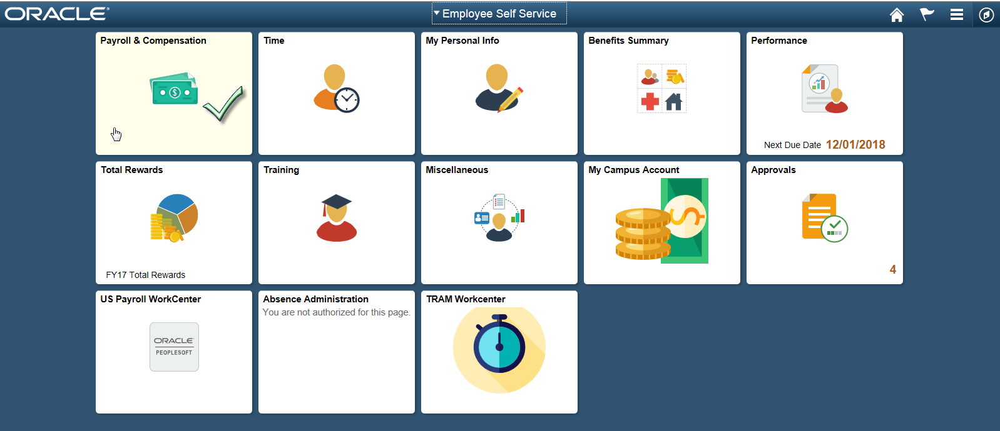 ORACLE®
Employee Self Service
Payroll & Compensation
Time
My Personal Info
Benefits Summary
Performance
$
Next Due Date 12/01/2018
Total Rewards
Training
Miscellaneous
My Campus Account
Approvals
FY17 Total Rewards
4
US Payroll WorkCenter
Absence Administration
TRAM Workcenter
You are not authorized for this page.
ORACLE®
PEOPLESOFT